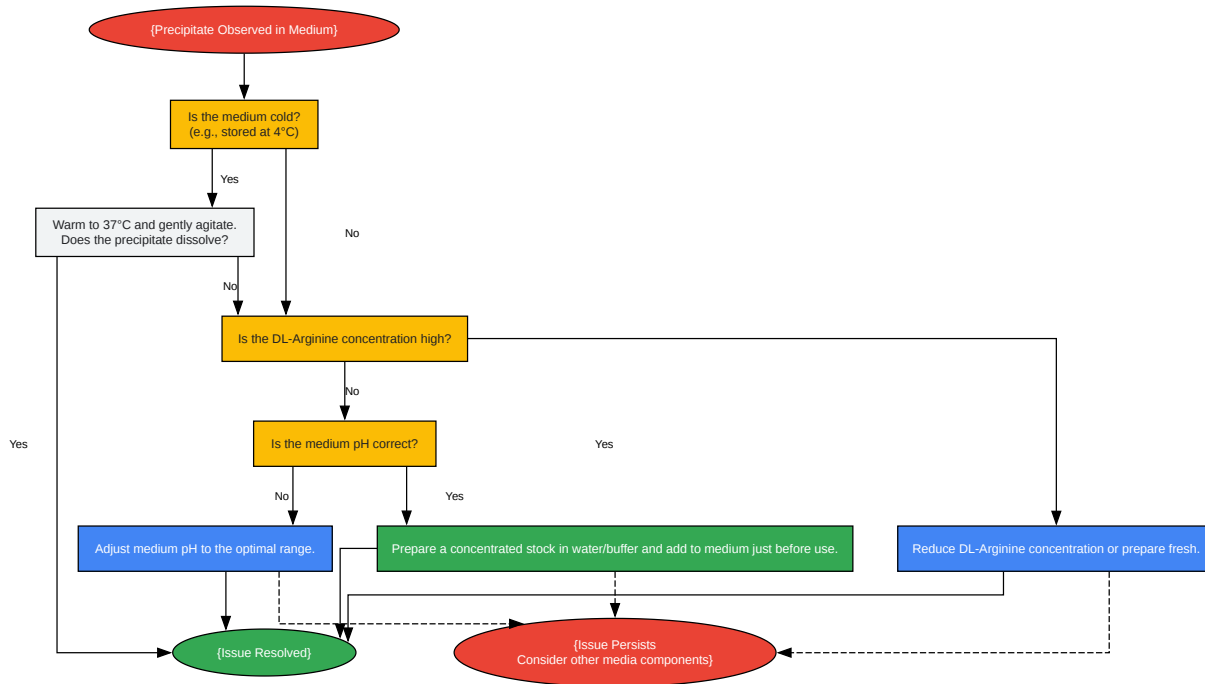 {Precipitate Observed in Medium}
Is the medium cold?
(e.g., stored at 4°C)
Yes
Warm to 37°C and gently agitate.
Does the precipitate dissolve?
No
No
Is the DL-Arginine concentration high?
No
Yes
Is the medium pH correct?
Yes
No
Yes
Adjust medium pH to the optimal range.
Prepare a concentrated stock in water/buffer and add to medium just before use.
Reduce DL-Arginine concentration or prepare fresh.
{Issue Resolved}
{Issue Persists
Consider other media components}